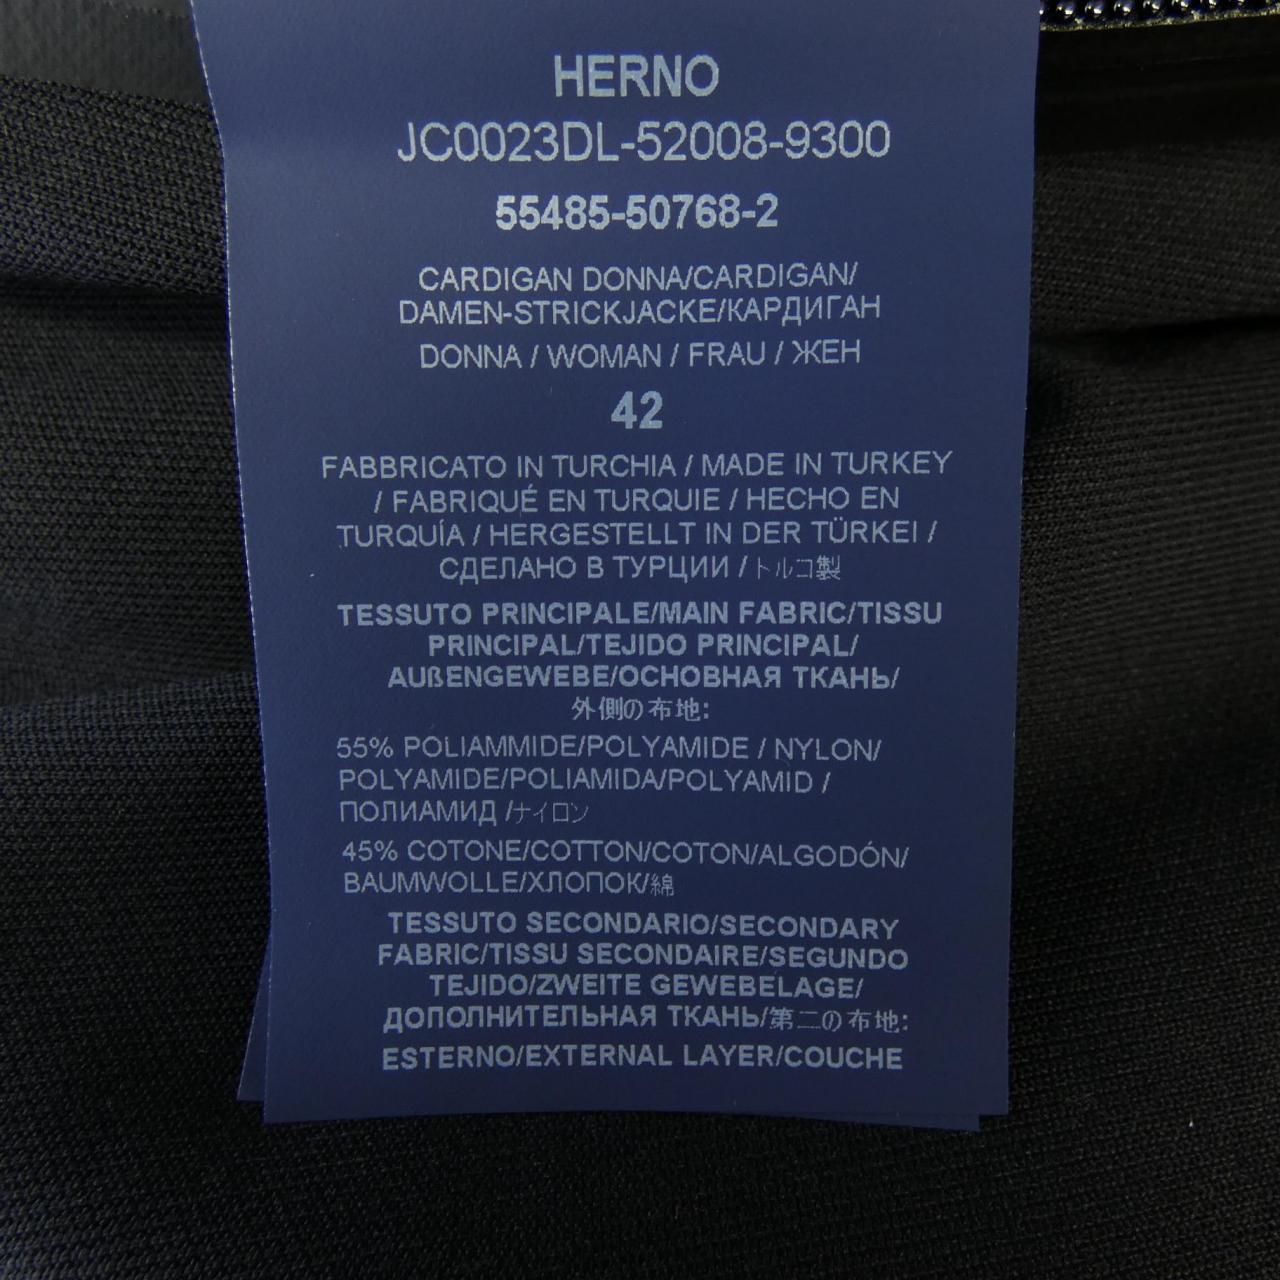 HERNO
JC0023DL-52008-9300
55485-50768-2
CARDIGAN DONNA/CARDIGAN/
DAMEN-STRICKJACKE/КАРДИГАН
DONNA / WOMAN / FRAU / ЖЕН
42
FABBRICATO IN TURCHIA / MADE IN TURKEY
/ FABRIQUÉ EN TURQUIE / HECHO EN
TURQUÍA / HERGESTELLT IN DER TÜRKEI /
СДЕЛАНО В ТУРЦИИ / トルコ製
TESSUTO PRINCIPALE/MAIN FABRIC/TISSU
PRINCIPAL/TEJIDO PRINCIPAL/
AUßENGEWEBE/ОСНОВНАЯ ТКАНЬ/
外側の布地:
55% POLIAMMIDE/POLYAMIDE / NYLON/
POLYAMIDE/POLIAMIDA/POLYAMID /
ПОЛИАМИД /ナイロン
45% COTONE/COTTON/COTON/ALGODÓN/
BAUMWOLLE/ХЛОПОК/綿
TESSUTO SECONDARIO/SECONDARY
FABRIC/TISSU SECONDAIRE/SEGUNDO
TEJIDO/ZWEITE GEWEBELAGE/
ДОПОЛНИТЕЛЬНАЯ ТКАНЬ/第二の布地:
ESTERNO/EXTERNAL LAYER/COUCHE